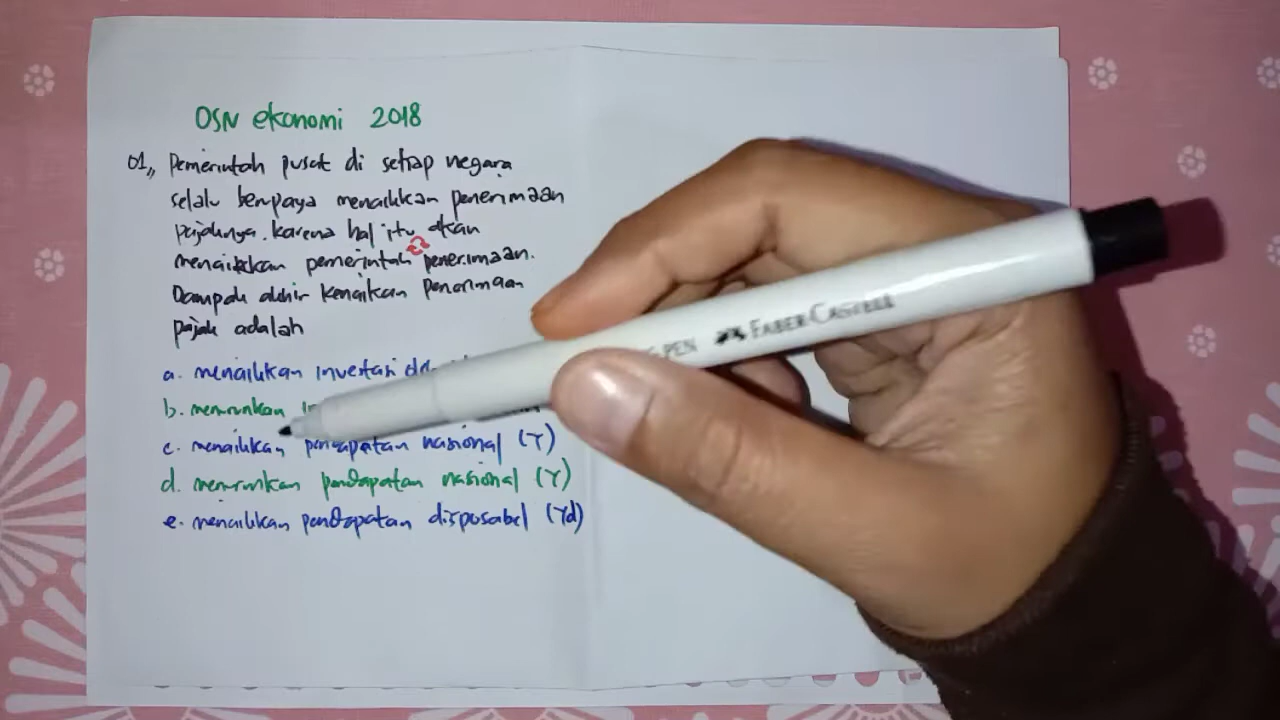 OSN ekonomi 2018
01,, Pemerintah pusat di setiap negara
selalu berupaya menaikkan penerimaan
pajaknya. karena hal itu akan
menaikkan pemerintah penerimaan.
Dampak akhir kenaikan penerimaan
pajak adalah
a. menaikkan investasi
b. menurunkan
c. menaikkan pendapatan nasional (Y)
d. menurunkan pendapatan nasional (Y)
e. menaikkan pendapatan disposabel (Yd)
PEN FABER-CASTELL